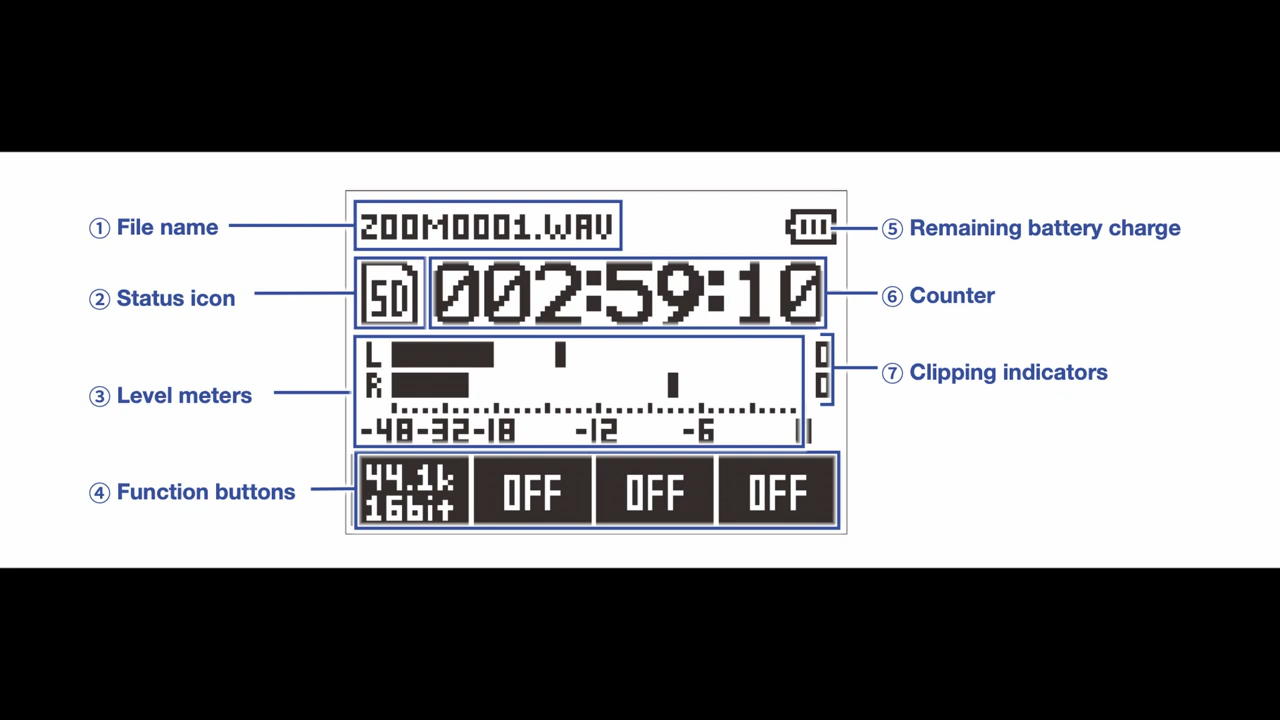 ① File name
ZOOM0001.WAV
⑤ Remaining battery charge
② Status icon
SD
002:59:10
⑥ Counter
L
R
⑦ Clipping indicators
③ Level meters
-48-32-18 -12 -6
④ Function buttons
44.1k
16bit
OFF OFF OFF